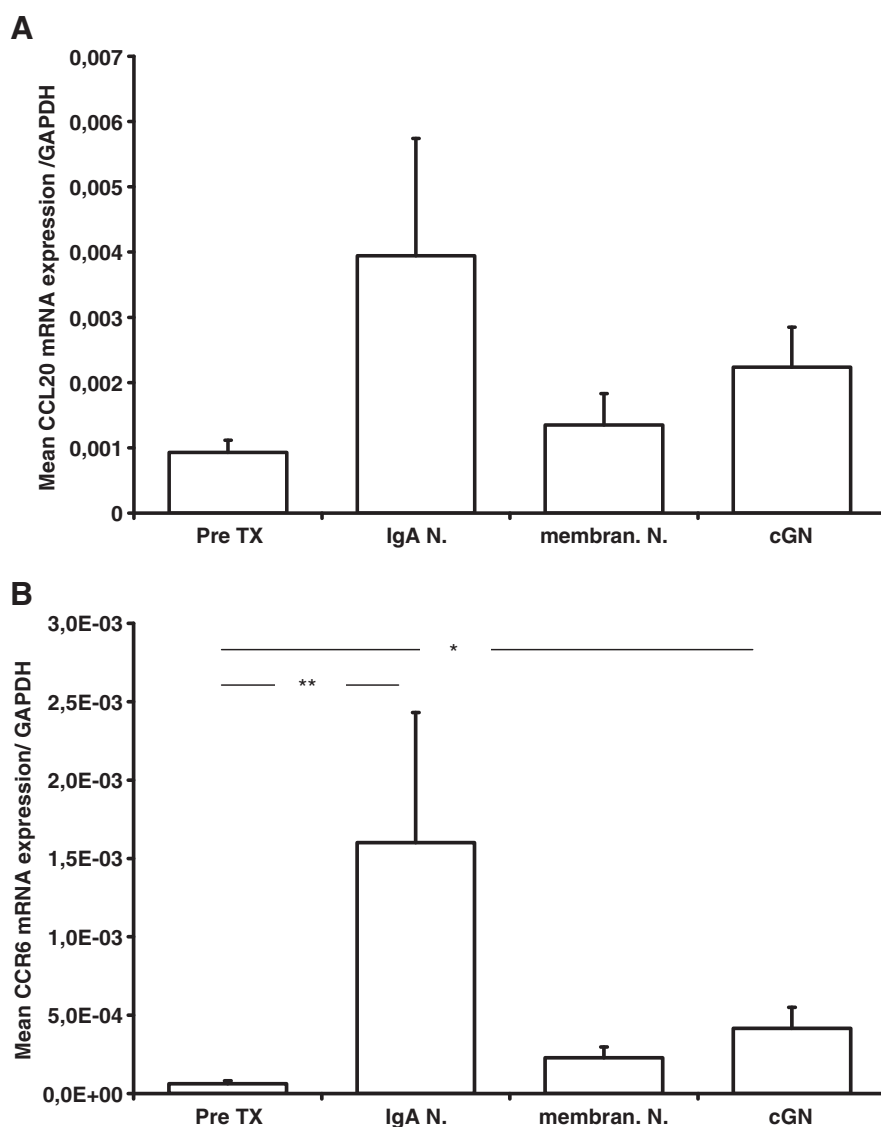 A
Mean CCL20 mRNA expression /GAPDH
0,007
0,006
0,005
0,004
0,003
0,002
0,001
0
Pre TX IgA N. membran. N. cGN
B
Mean CCR6 mRNA expression/ GAPDH
3,0E-03
2,5E-03
2,0E-03
1,5E-03
1,0E-03
5,0E-04
0,0E+00
*
**
Pre TX IgA N. membran. N. cGN